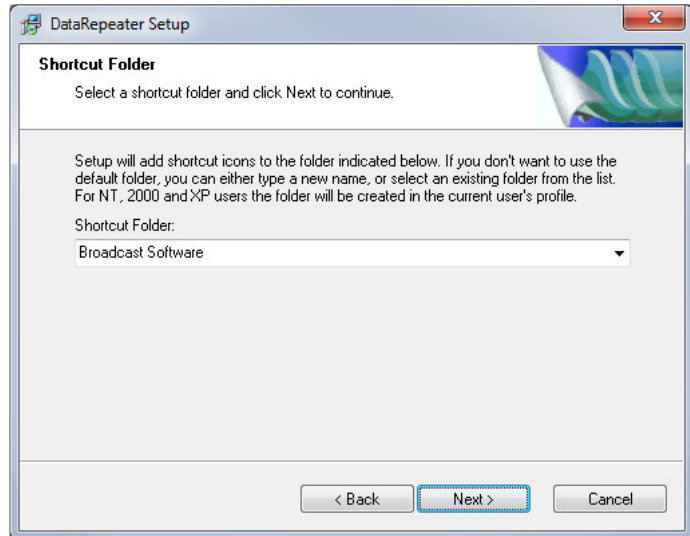 DataRepeater Setup
Shortcut Folder
Select a shortcut folder and click Next to continue.
Setup will add shortcut icons to the folder indicated below. If you don't want to use the
default folder, you can either type a new name, or select an existing folder from the list.
For NT, 2000 and XP users the folder will be created in the current user's profile.
Shortcut Folder:
Broadcast Software
< Back Next > Cancel